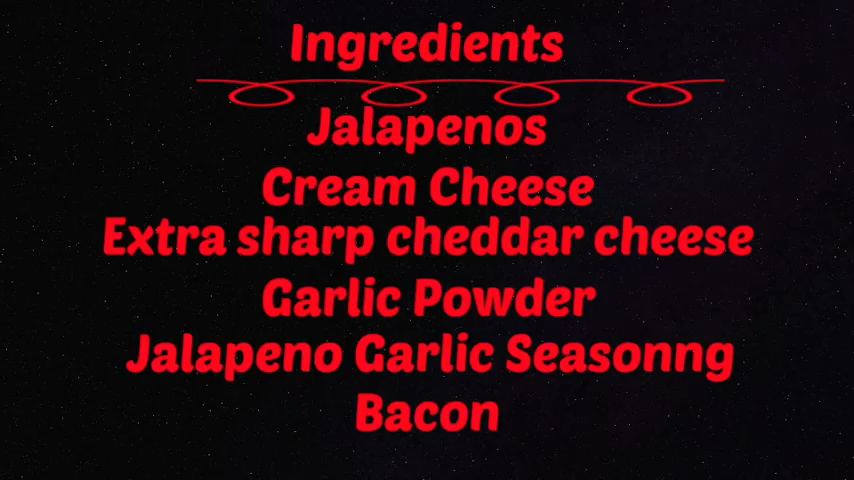 Ingredients
Jalapenos
Cream Cheese
Extra sharp cheddar cheese
Garlic Powder
Jalapeno Garlic Seasonng
Bacon